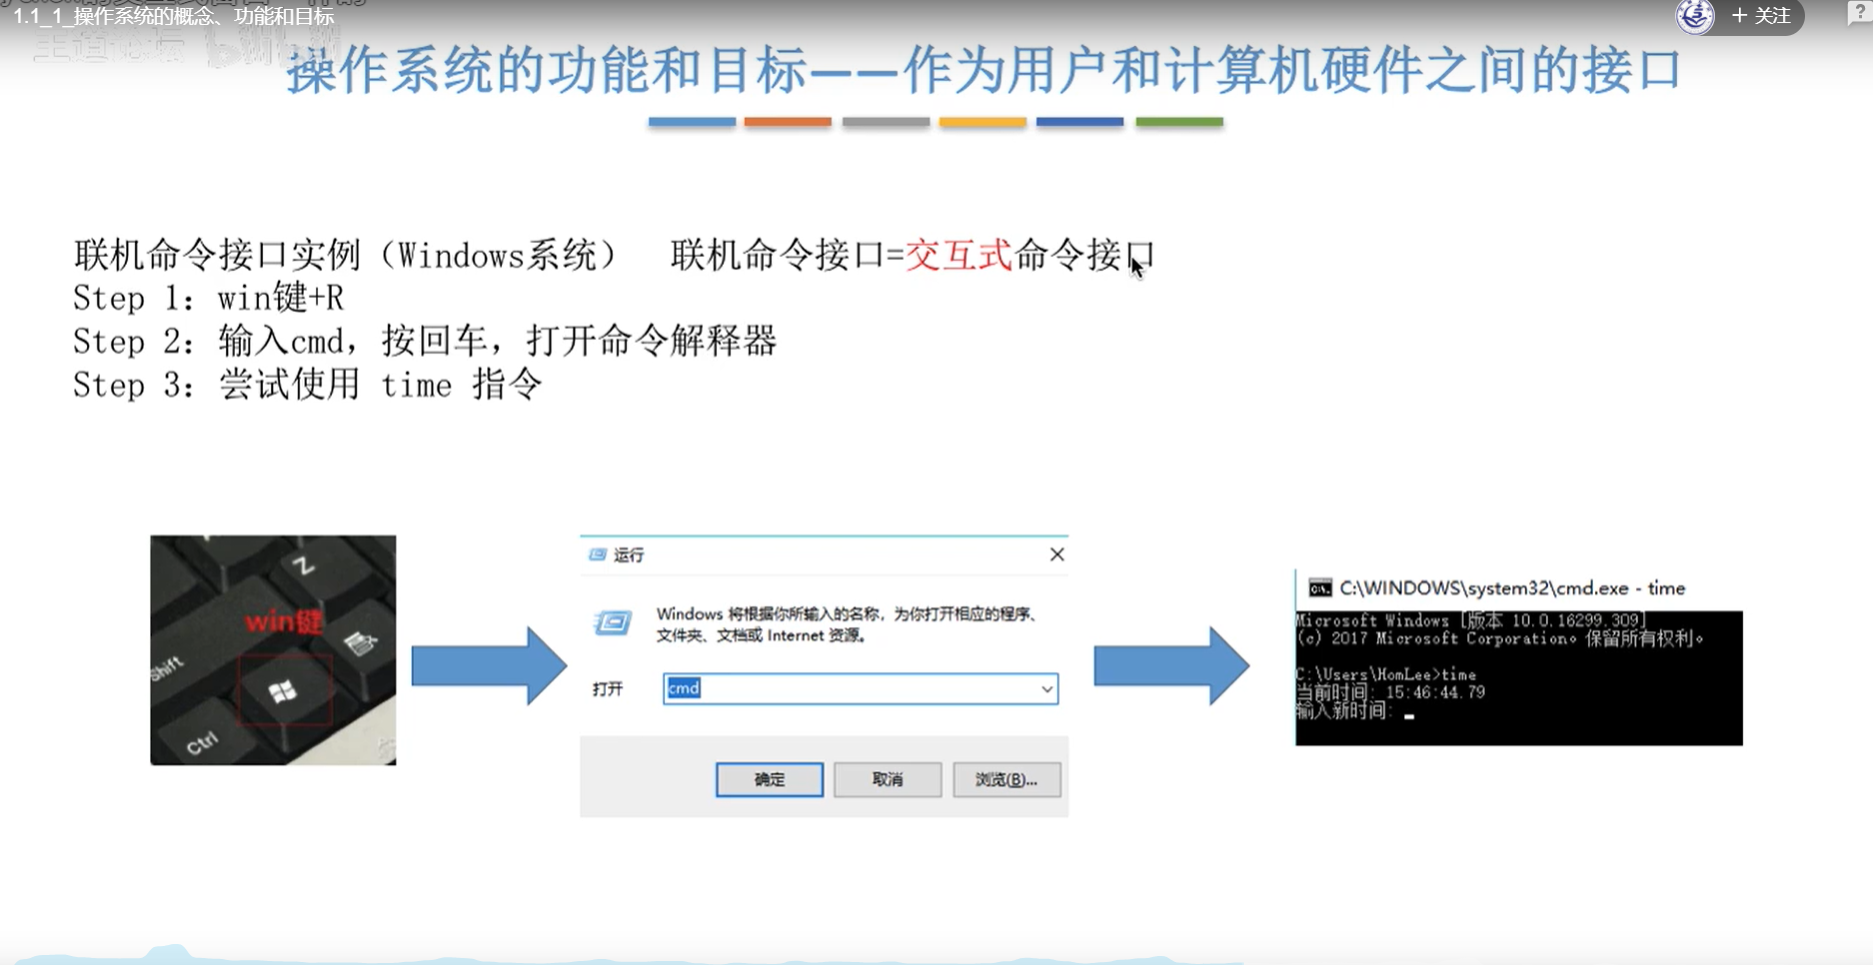 1.1_1_操作系统的概念、功能和目标
+ 关注
?
王道论坛 bilibili
操作系统的功能和目标——作为用户和计算机硬件之间的接口
联机命令接口实例（Windows系统） 联机命令接口=交互式命令接口
Step 1：win键+R
Step 2：输入cmd，按回车，打开命令解释器
Step 3：尝试使用 time 指令
Z
win键
Shift
Ctrl
运行
Windows 将根据你所输入的名称，为你打开相应的程序、
文件夹、文档或 Internet 资源。
打开
cmd
确定
取消
浏览(B)...
C:\WINDOWS\system32\cmd.exe - time
Microsoft Windows [版本 10.0.16299.309]
(c) 2017 Microsoft Corporation。保留所有权利。
C:\Users\HomLee>time
当前时间: 15:46:44.79
输入新时间: